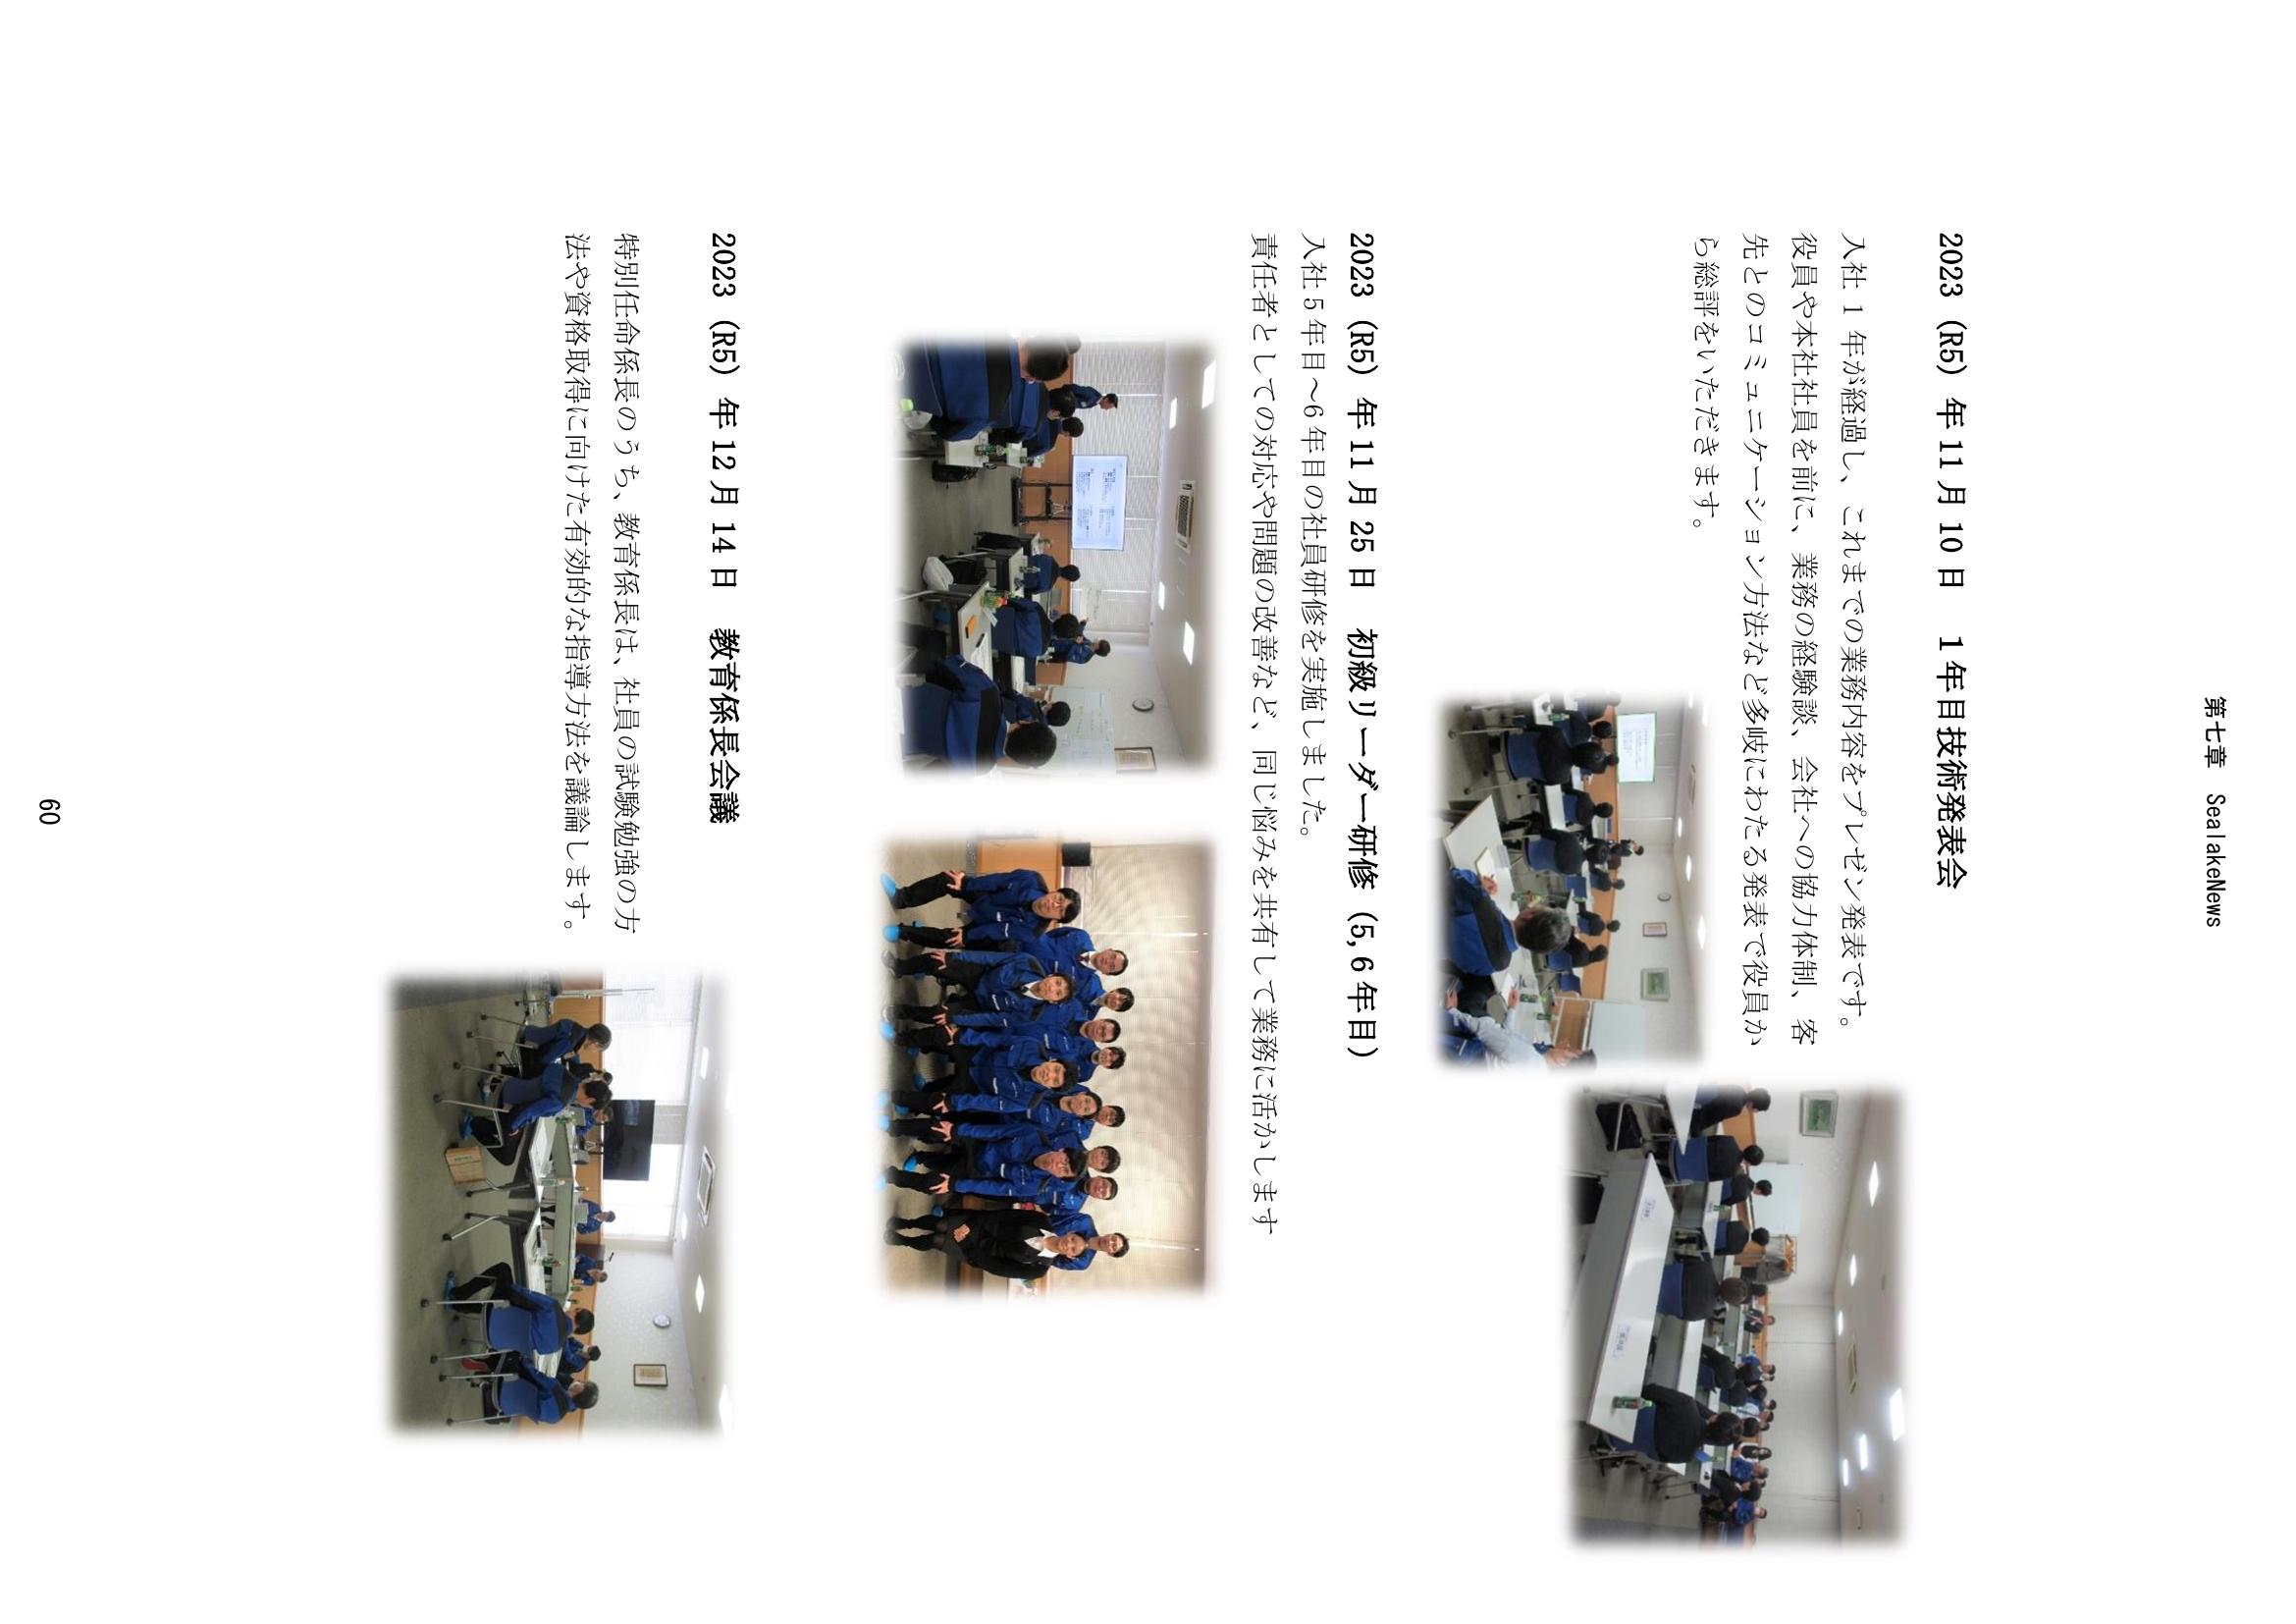 第七章　SealakeNews
2023（R5）年11月10日　1年目技術発表会
入社1年が経過し、これまでの業務内容をプレゼン発表です。
役員や本社社員を前に、業務の経験談、会社への協力体制、客
先とのコミュニケーション方法など多岐にわたる発表で役員か
ら総評をいただきます。
2023（R5）年11月25日　初級リーダー研修（5,6年目）
入社5年目～6年目の社員研修を実施しました。
責任者としての対応や問題の改善など、同じ悩みを共有して業務に活かします
2023（R5）年12月14日　教育係長会議
特別任命係長のうち、教育係長は、社員の試験勉強の方
法や資格取得に向けた有効的な指導方法を議論します。
60